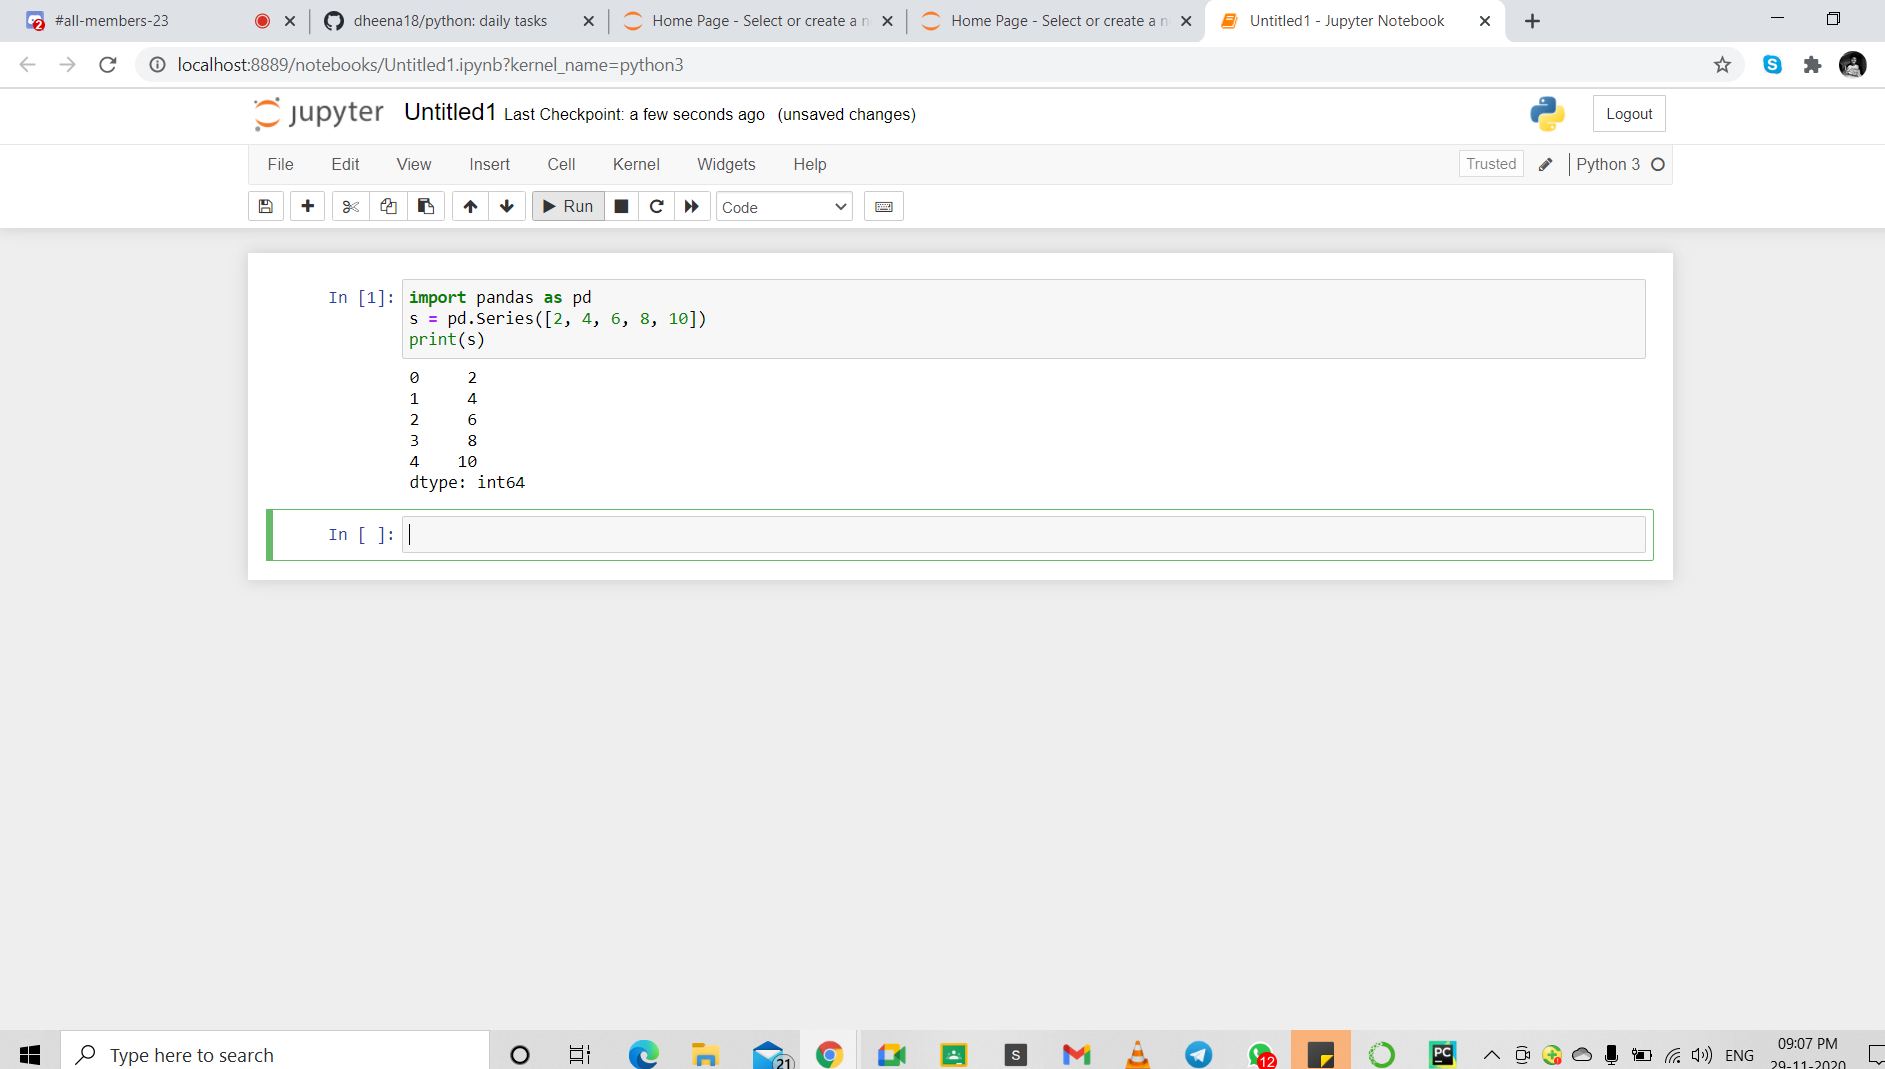 #all-members-23
dheena18/python: daily tasks
Home Page - Select or create a n
Home Page - Select or create a n
Untitled1 - Jupyter Notebook
localhost:8889/notebooks/Untitled1.ipynb?kernel_name=python3
S
jupyter Untitled1 Last Checkpoint: a few seconds ago (unsaved changes)
Logout
File Edit View Insert Cell Kernel Widgets Help
Trusted Python 3
Run
Code
In [1]: import pandas as pd
s = pd.Series([2, 4, 6, 8, 10])
print(s)
0 2
1 4
2 6
3 8
4 10
dtype: int64
In [ ]:
Type here to search
21
S
12
PC
ENG
09:07 PM
29-11-2020